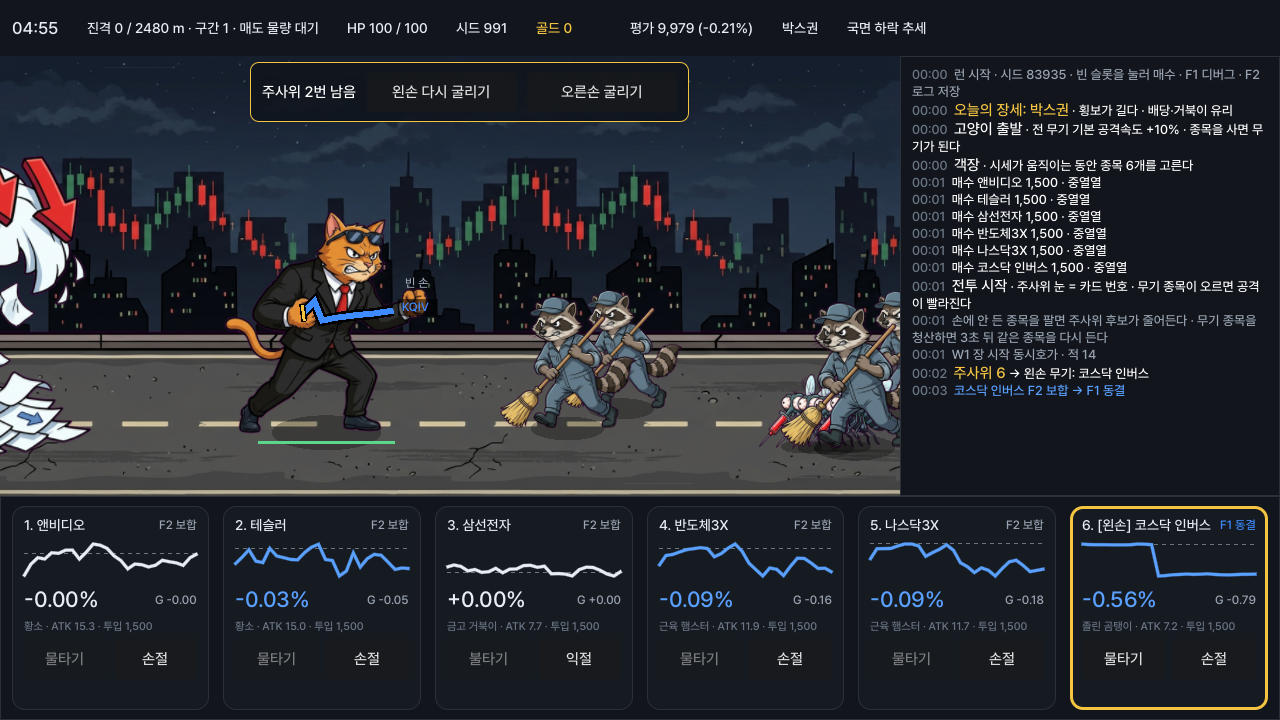 04:55 진격 0 / 2480 m · 구간 1 · 매도 물량 대기 HP 100 / 100 시드 991 골드 0 평가 9,979 (-0.21%) 박스권 국면 하락 추세
주사위 2번 남음 왼손 다시 굴리기 오른손 굴리기
빈 손
KQIV
00:00 런 시작 · 시드 83935 · 빈 슬롯을 눌러 매수 · F1 디버그 · F2
로그 저장
00:00 오늘의 장세: 박스권 · 횡보가 길다 · 배당·거북이 유리
00:00 고양이 출발 · 전 무기 기본 공격속도 +10% · 종목을 사면 무
기가 된다
00:00 객장 · 시세가 움직이는 동안 종목 6개를 고른다
00:01 매수 앤비디오 1,500 · 중열열
00:01 매수 테슬러 1,500 · 중열열
00:01 매수 삼선전자 1,500 · 중열열
00:01 매수 반도체3X 1,500 · 중열열
00:01 매수 나스닥3X 1,500 · 중열열
00:01 매수 코스닥 인버스 1,500 · 중열열
00:01 전투 시작 · 주사위 눈 = 카드 번호 · 무기 종목이 오르면 공격
이 빨라진다
00:01 손에 안 든 종목을 팔면 주사위 후보가 줄어든다 · 무기 종목을
청산하면 3초 뒤 같은 종목을 다시 든다
00:01 W1 장 시작 동시호가 · 적 14
00:02 주사위 6 → 왼손 무기: 코스닥 인버스
00:03 코스닥 인버스 F2 보합 → F1 동결
1. 앤비디오 F2 보합
-0.00% G -0.00
황소 · ATK 15.3 · 투입 1,500
물타기 손절
2. 테슬러 F2 보합
-0.03% G -0.05
황소 · ATK 15.0 · 투입 1,500
물타기 손절
3. 삼선전자 F2 보합
+0.00% G +0.00
금고 거북이 · ATK 7.7 · 투입 1,500
불타기 익절
4. 반도체3X F2 보합
-0.09% G -0.16
근육 햄스터 · ATK 11.9 · 투입 1,500
물타기 손절
5. 나스닥3X F2 보합
-0.09% G -0.18
근육 햄스터 · ATK 11.7 · 투입 1,500
물타기 손절
6. [왼손] 코스닥 인버스 F1 동결
-0.56% G -0.79
졸린 곰탱이 · ATK 7.2 · 투입 1,500
물타기 손절